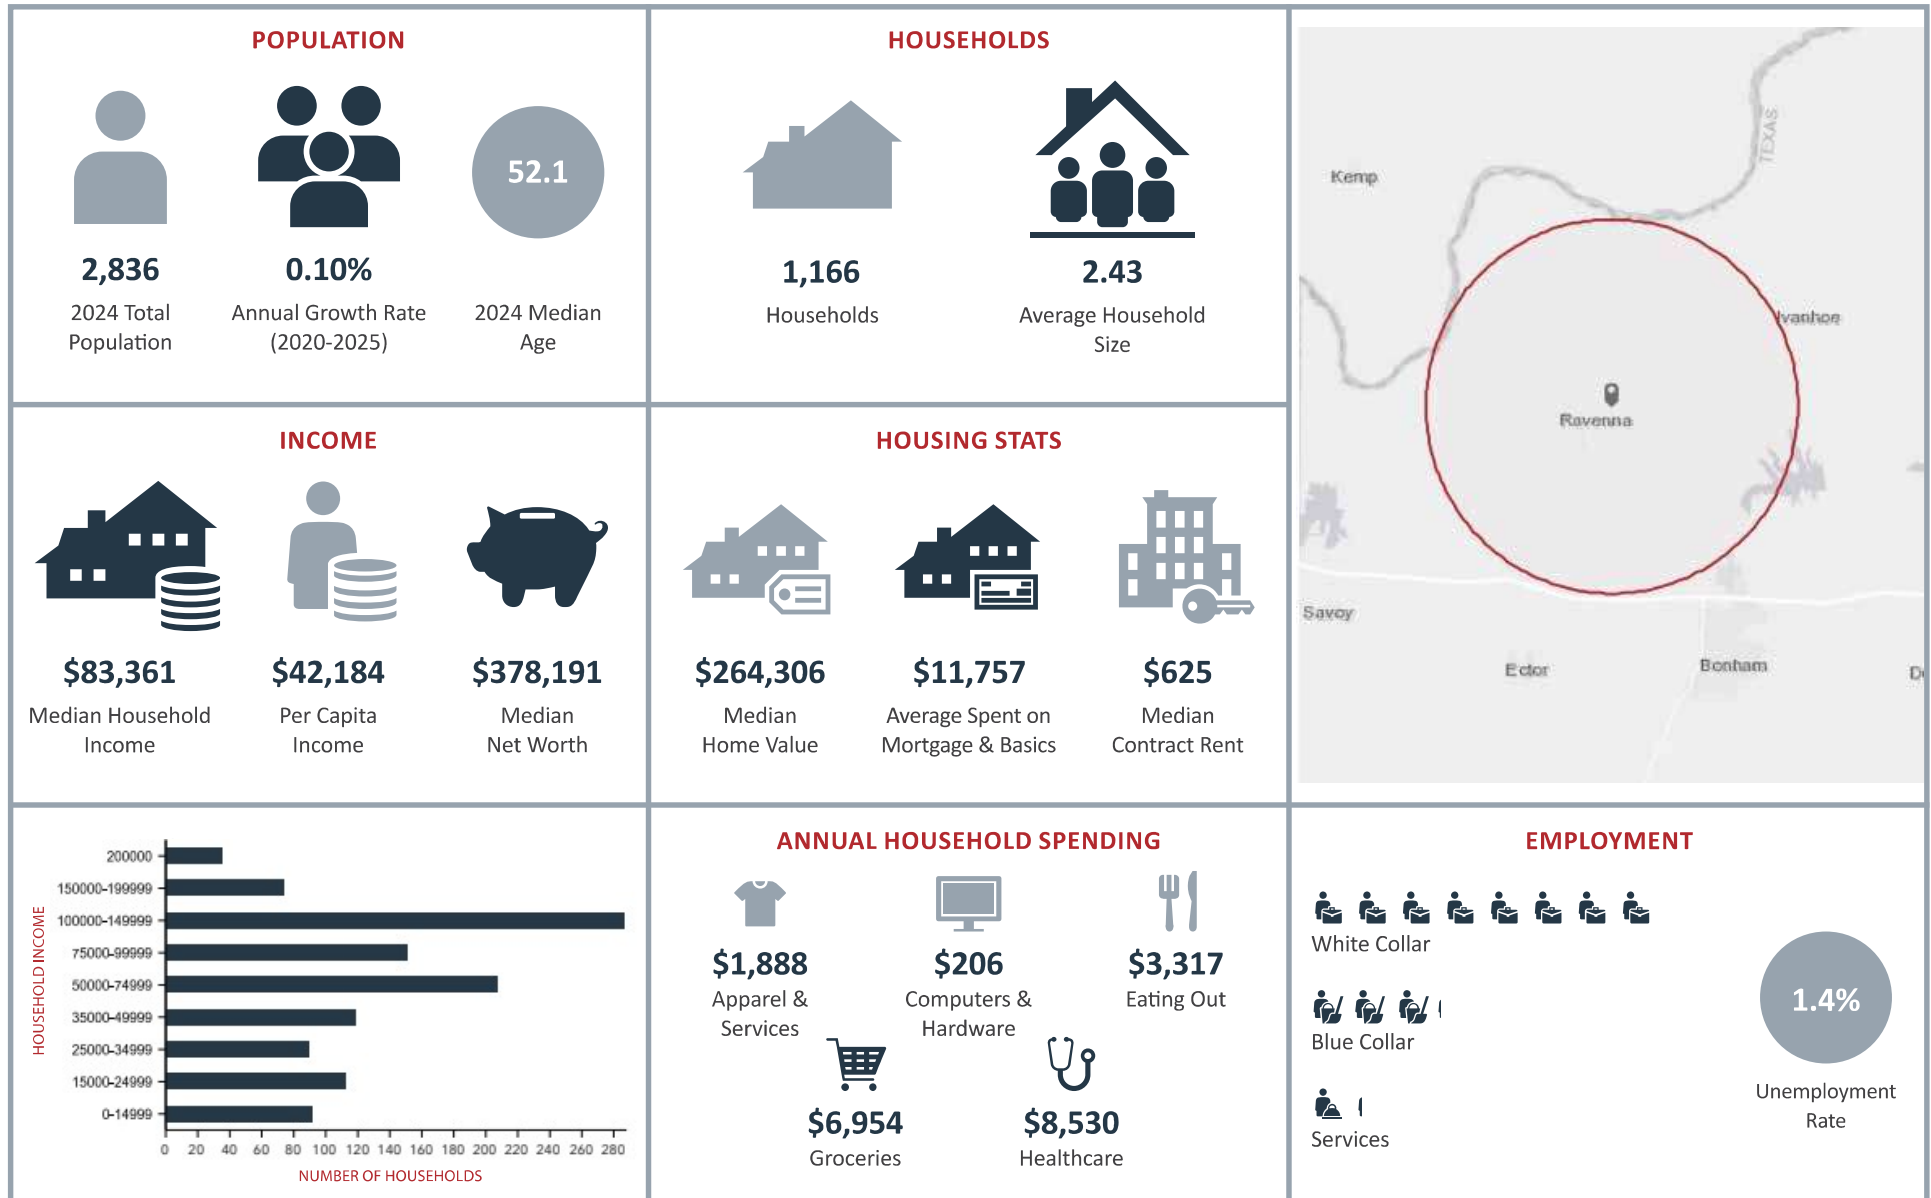 POPULATION
52.1
2,836
0.10%
2024 Total
Population
Annual Growth Rate
(2020-2025)
2024 Median
Age
HOUSEHOLDS
1,166
2.43
Households
Average Household
Size
TEXAS
Kemp
Ivanhoe
Ravenna
Savoy
Ector
Bonham
INCOME
$83,361
$42,184
$378,191
Median Household
Income
Per Capita
Income
Median
Net Worth
HOUSING STATS
$264,306
$11,757
$625
Median
Home Value
Average Spent on
Mortgage & Basics
Median
Contract Rent
HOUSEHOLD INCOME
200000
150000-199999
100000-149999
75000-99999
50000-74999
35000-49999
25000-34999
15000-24999
0-14999
0 20 40 60 80 100 120 140 160 180 200 220 240 260 280
NUMBER OF HOUSEHOLDS
ANNUAL HOUSEHOLD SPENDING
$1,888
$206
$3,317
Apparel &
Services
Computers &
Hardware
Eating Out
$6,954
$8,530
Groceries
Healthcare
EMPLOYMENT
White Collar
Blue Collar
Services
1.4%
Unemployment
Rate